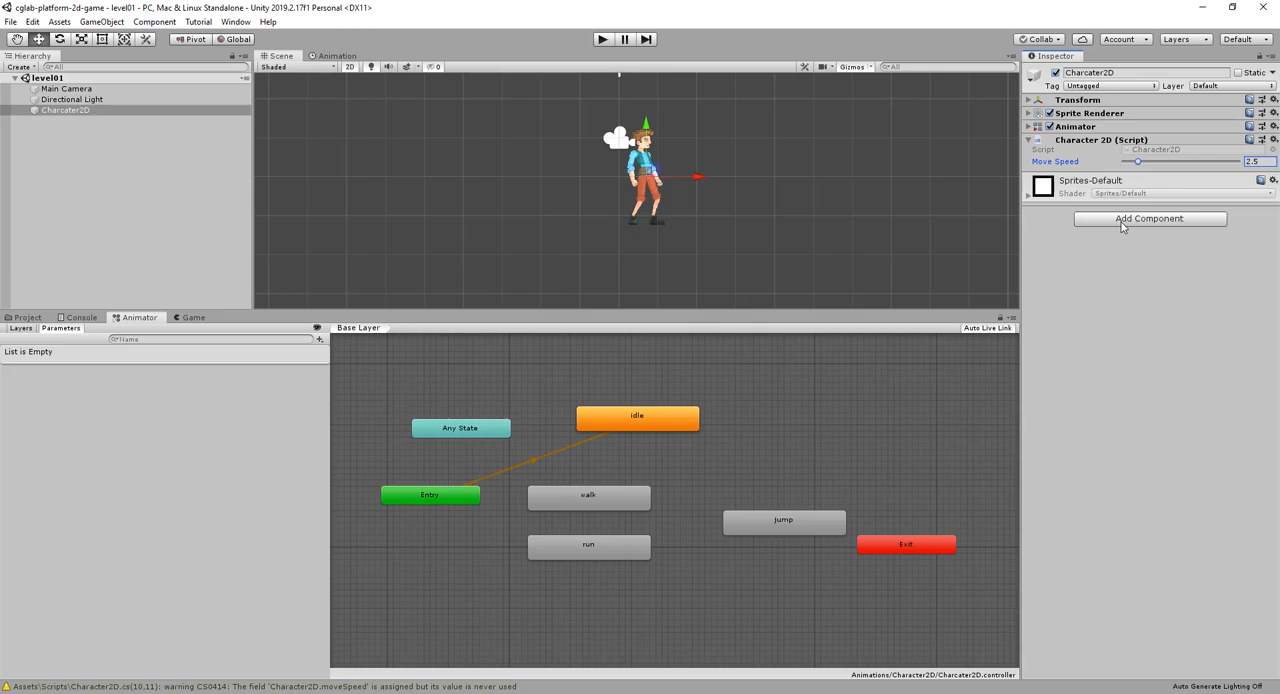 cglab-platform-2d-game - level01 - PC, Mac & Linux Standalone - Unity 2019.2.17f1 Personal <DX11>
File Edit Assets GameObject Component Tutorial Window Help
Pivot Global Collab Account Layers Default
Hierarchy Scene Animation Inspector
Create All Shaded 2D 0 Gizmos All
level01
Main Camera
Directional Light
Charcater2D
Charcater2D Static
Tag Untagged Layer Default
Transform
Sprite Renderer
Animator
Character 2D (Script)
Script Character2D
Move Speed 2.5
Sprites-Default
Shader Sprites/Default
Add Component
Project Console Animator Game
Layers Parameters Base Layer Auto Live Link
Name
List is Empty
idle
Any State
Entry
walk
jump
run
Exit
Animations/Character2D/Charcater2D.controller
Assets\Scripts\Character2D.cs(10,11): warning CS0414: The field 'Character2D.moveSpeed' is assigned but its value is never used
Auto Generate Lighting Off